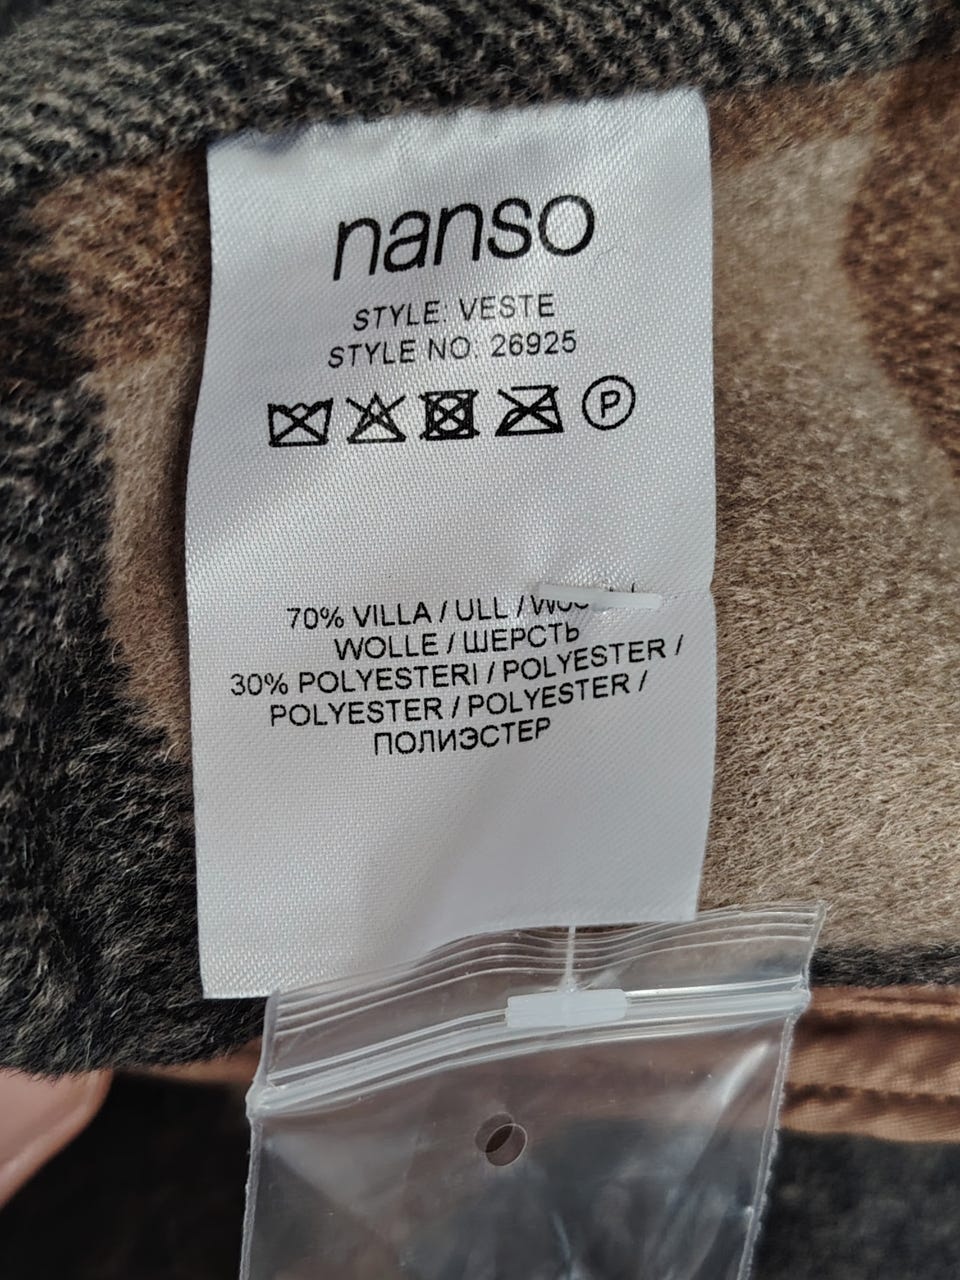 nanso
STYLE: VESTE
STYLE NO: 26925
P
70% VILLA / ULL /
WOLLE / ШЕРСТЬ
30% POLYESTERI / POLYESTER /
POLYESTER / POLYESTER /
ПОЛИЭСТЕР